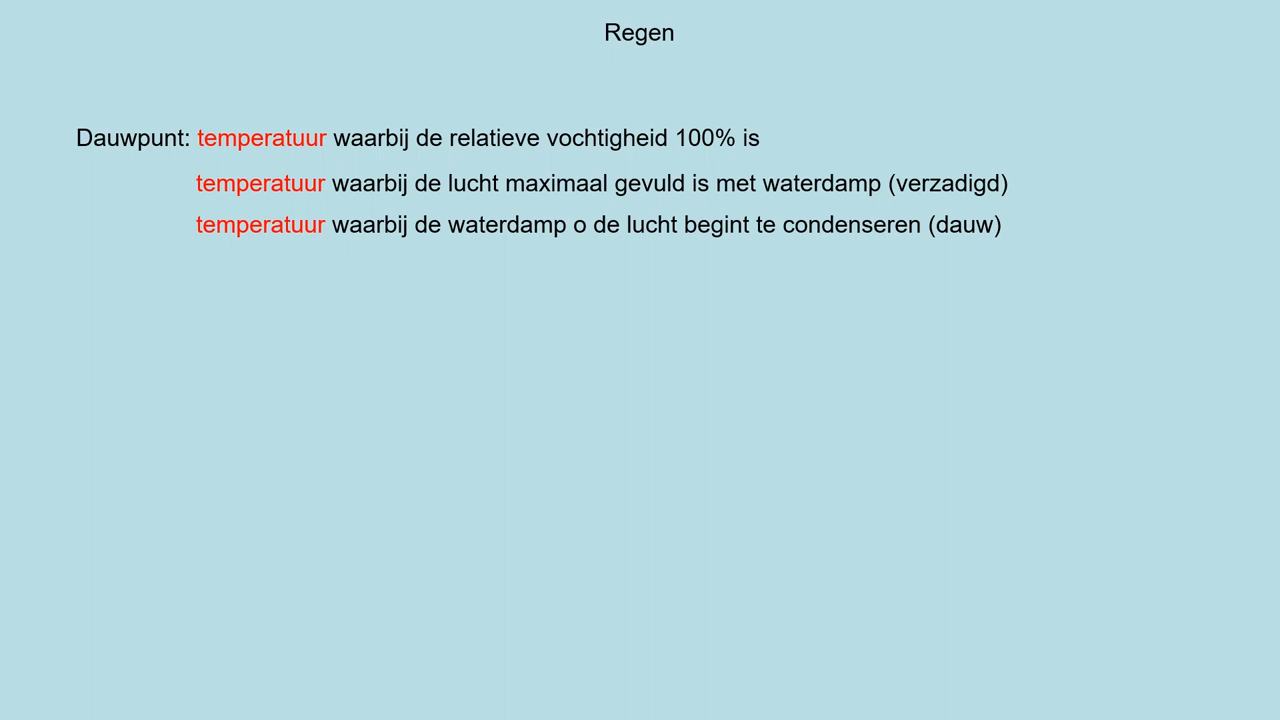 Regen
Dauwpunt: temperatuur waarbij de relatieve vochtigheid 100% is
temperatuur waarbij de lucht maximaal gevuld is met waterdamp (verzadigd)
temperatuur waarbij de waterdamp o de lucht begint te condenseren (dauw)